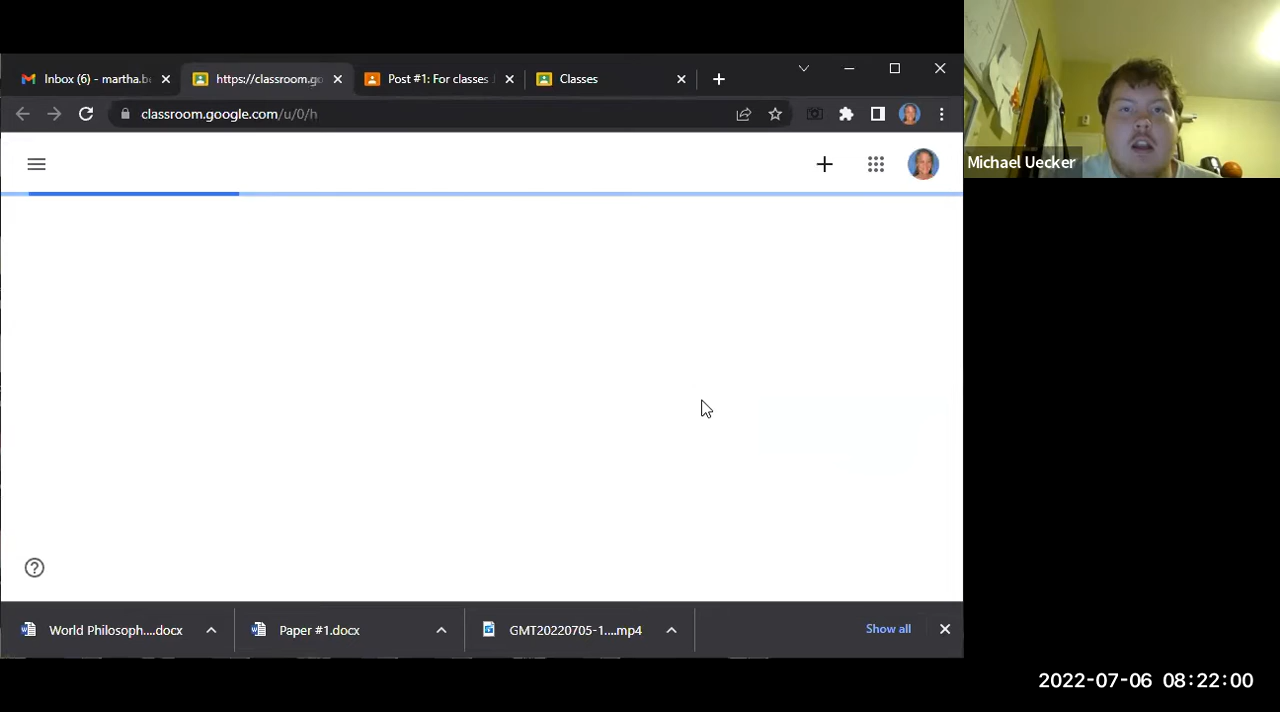 Inbox (6) - martha.b
https://classroom.go
Post #1: For classes
Classes
classroom.google.com/u/0/h
Michael Uecker
World Philosoph....docx
Paper #1.docx
GMT20220705-1....mp4
Show all
2022-07-06 08:22:00